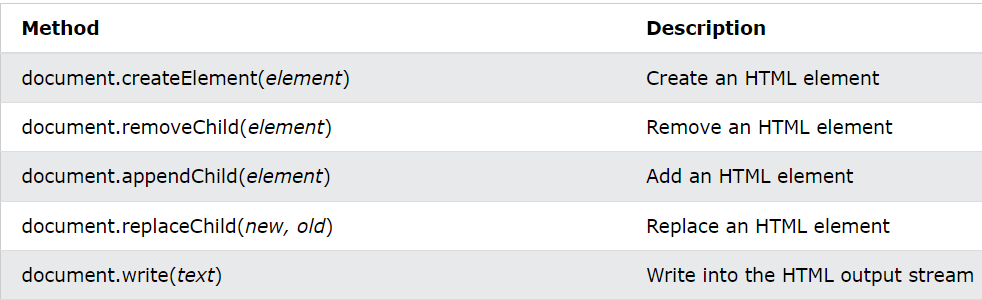 Method Description
document.createElement(element) Create an HTML element
document.removeChild(element) Remove an HTML element
document.appendChild(element) Add an HTML element
document.replaceChild(new, old) Replace an HTML element
document.write(text) Write into the HTML output stream